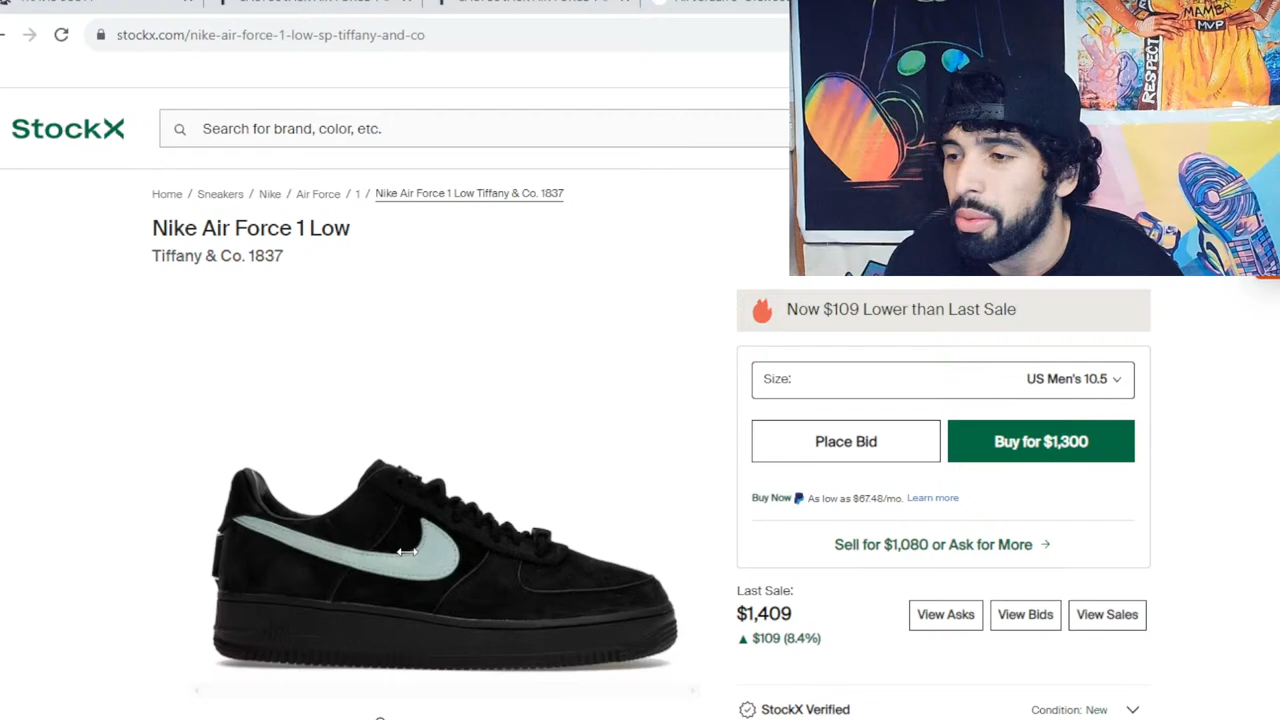 stockx.com/nike-air-force-1-low-sp-tiffany-and-co
MAMBA
MVP
RESPECT
StockX
Search for brand, color, etc.
Home / Sneakers / Nike / Air Force / 1 / Nike Air Force 1 Low Tiffany & Co. 1837
Nike Air Force 1 Low
Tiffany & Co. 1837
Now $109 Lower than Last Sale
Size: US Men's 10.5
Place Bid Buy for $1,300
Buy Now As low as $67.48/mo. Learn more
Sell for $1,080 or Ask for More →
Last Sale:
$1,409 View Asks View Bids View Sales
▲ $109 (8.4%)
StockX Verified Condition: New